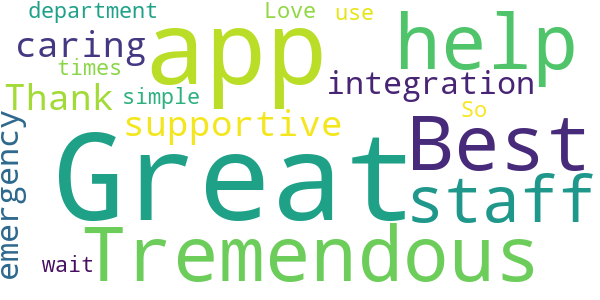 department
Love
use
caring
app
help
times
Thank
simple
integration
supportive
So
Best
emergency
Great
staff
Tremendous
wait